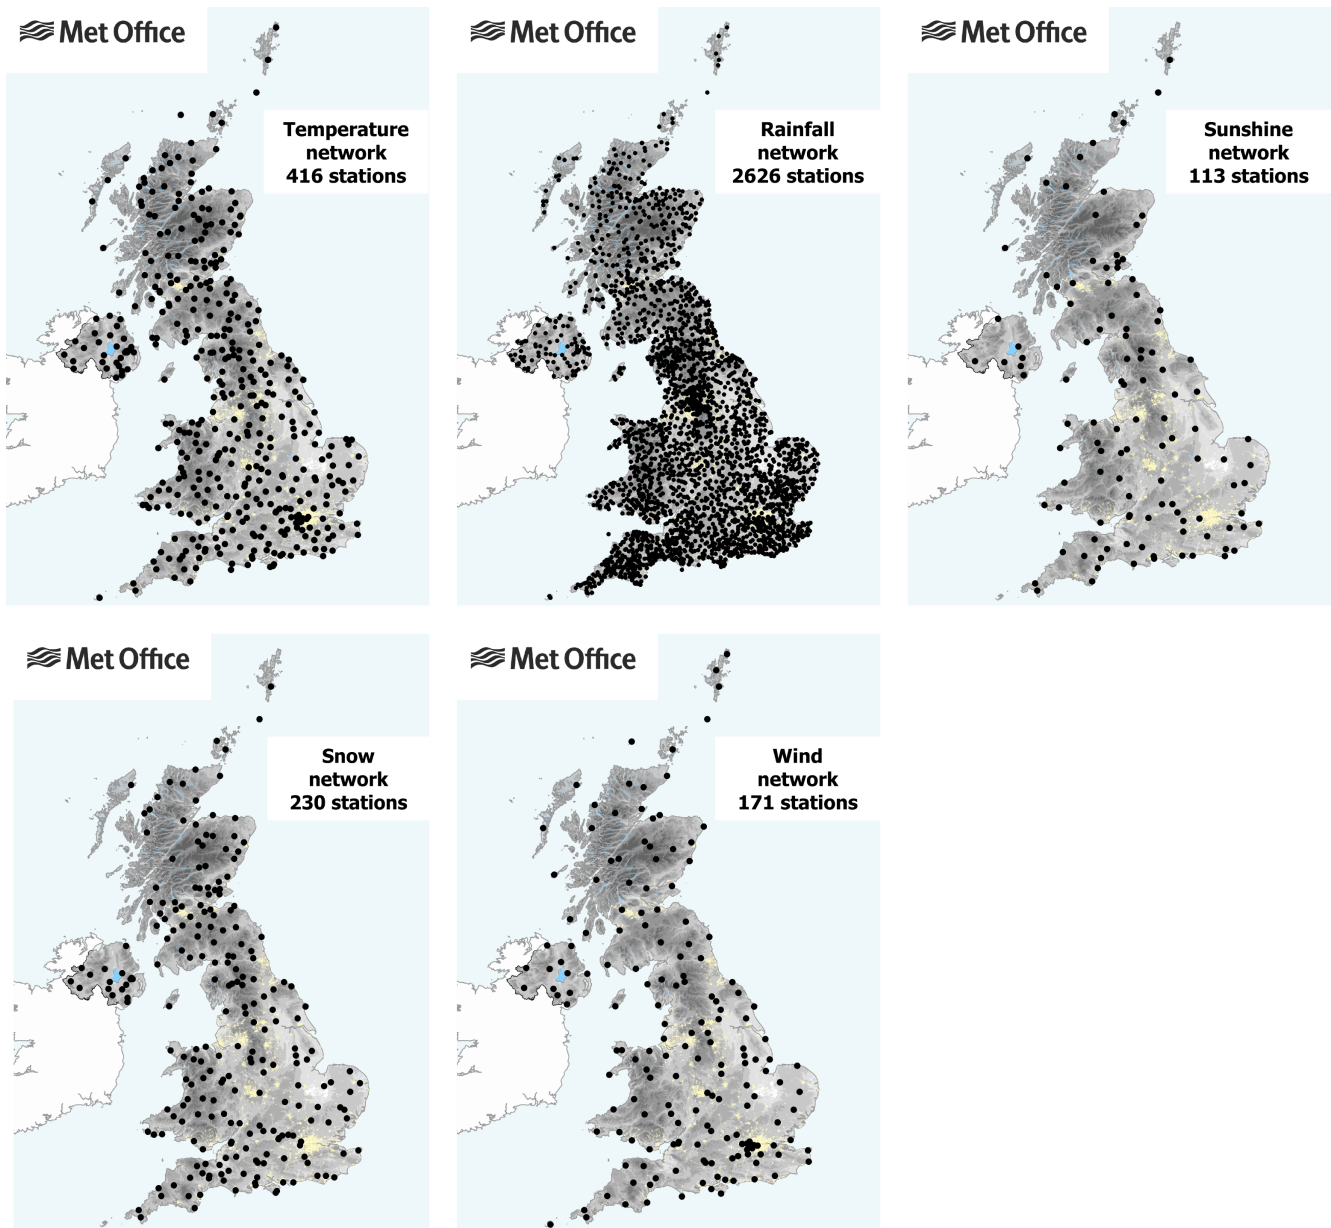 Met Office
Temperature
network
416 stations
Met Office
Rainfall
network
2626 stations
Met Office
Sunshine
network
113 stations
Met Office
Snow
network
230 stations
Met Office
Wind
network
171 stations